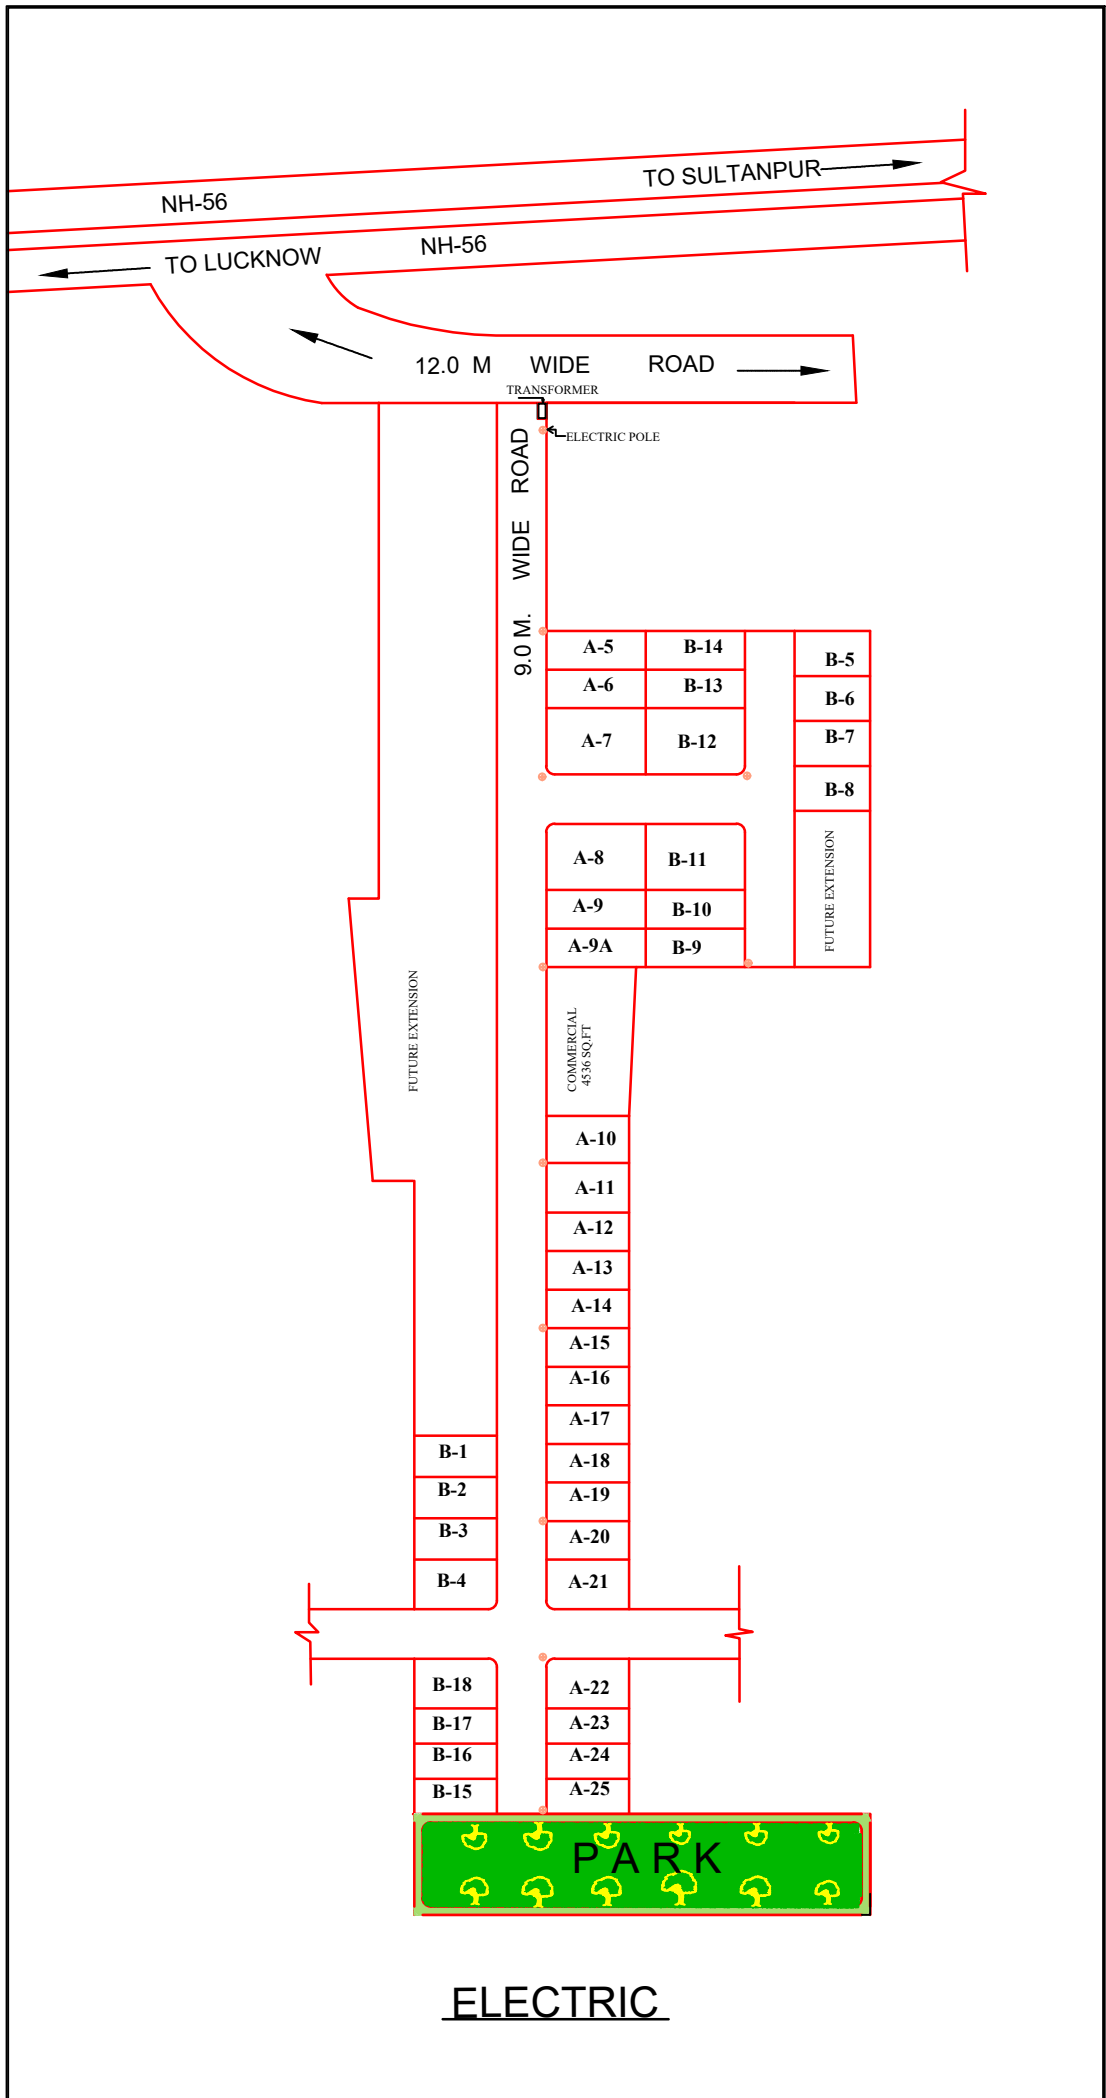 TO SULTANPUR
NH-56
NH-56
TO LUCKNOW
12.0 M WIDE ROAD
TRANSFORMER
ELECTRIC POLE
9.0 M. WIDE ROAD
A-5 B-14
B-5
A-6 B-13
B-6
A-7 B-12
B-7
B-8
A-8 B-11
FUTURE EXTENSION
A-9 B-10
A-9A B-9
FUTURE EXTENSION
COMMERCIAL
4536 SQ.FT
A-10
A-11
A-12
A-13
A-14
A-15
A-16
A-17
B-1
A-18
B-2
A-19
B-3
A-20
B-4
A-21
B-18
A-22
B-17
A-23
B-16
A-24
B-15
A-25
PARK
ELECTRIC